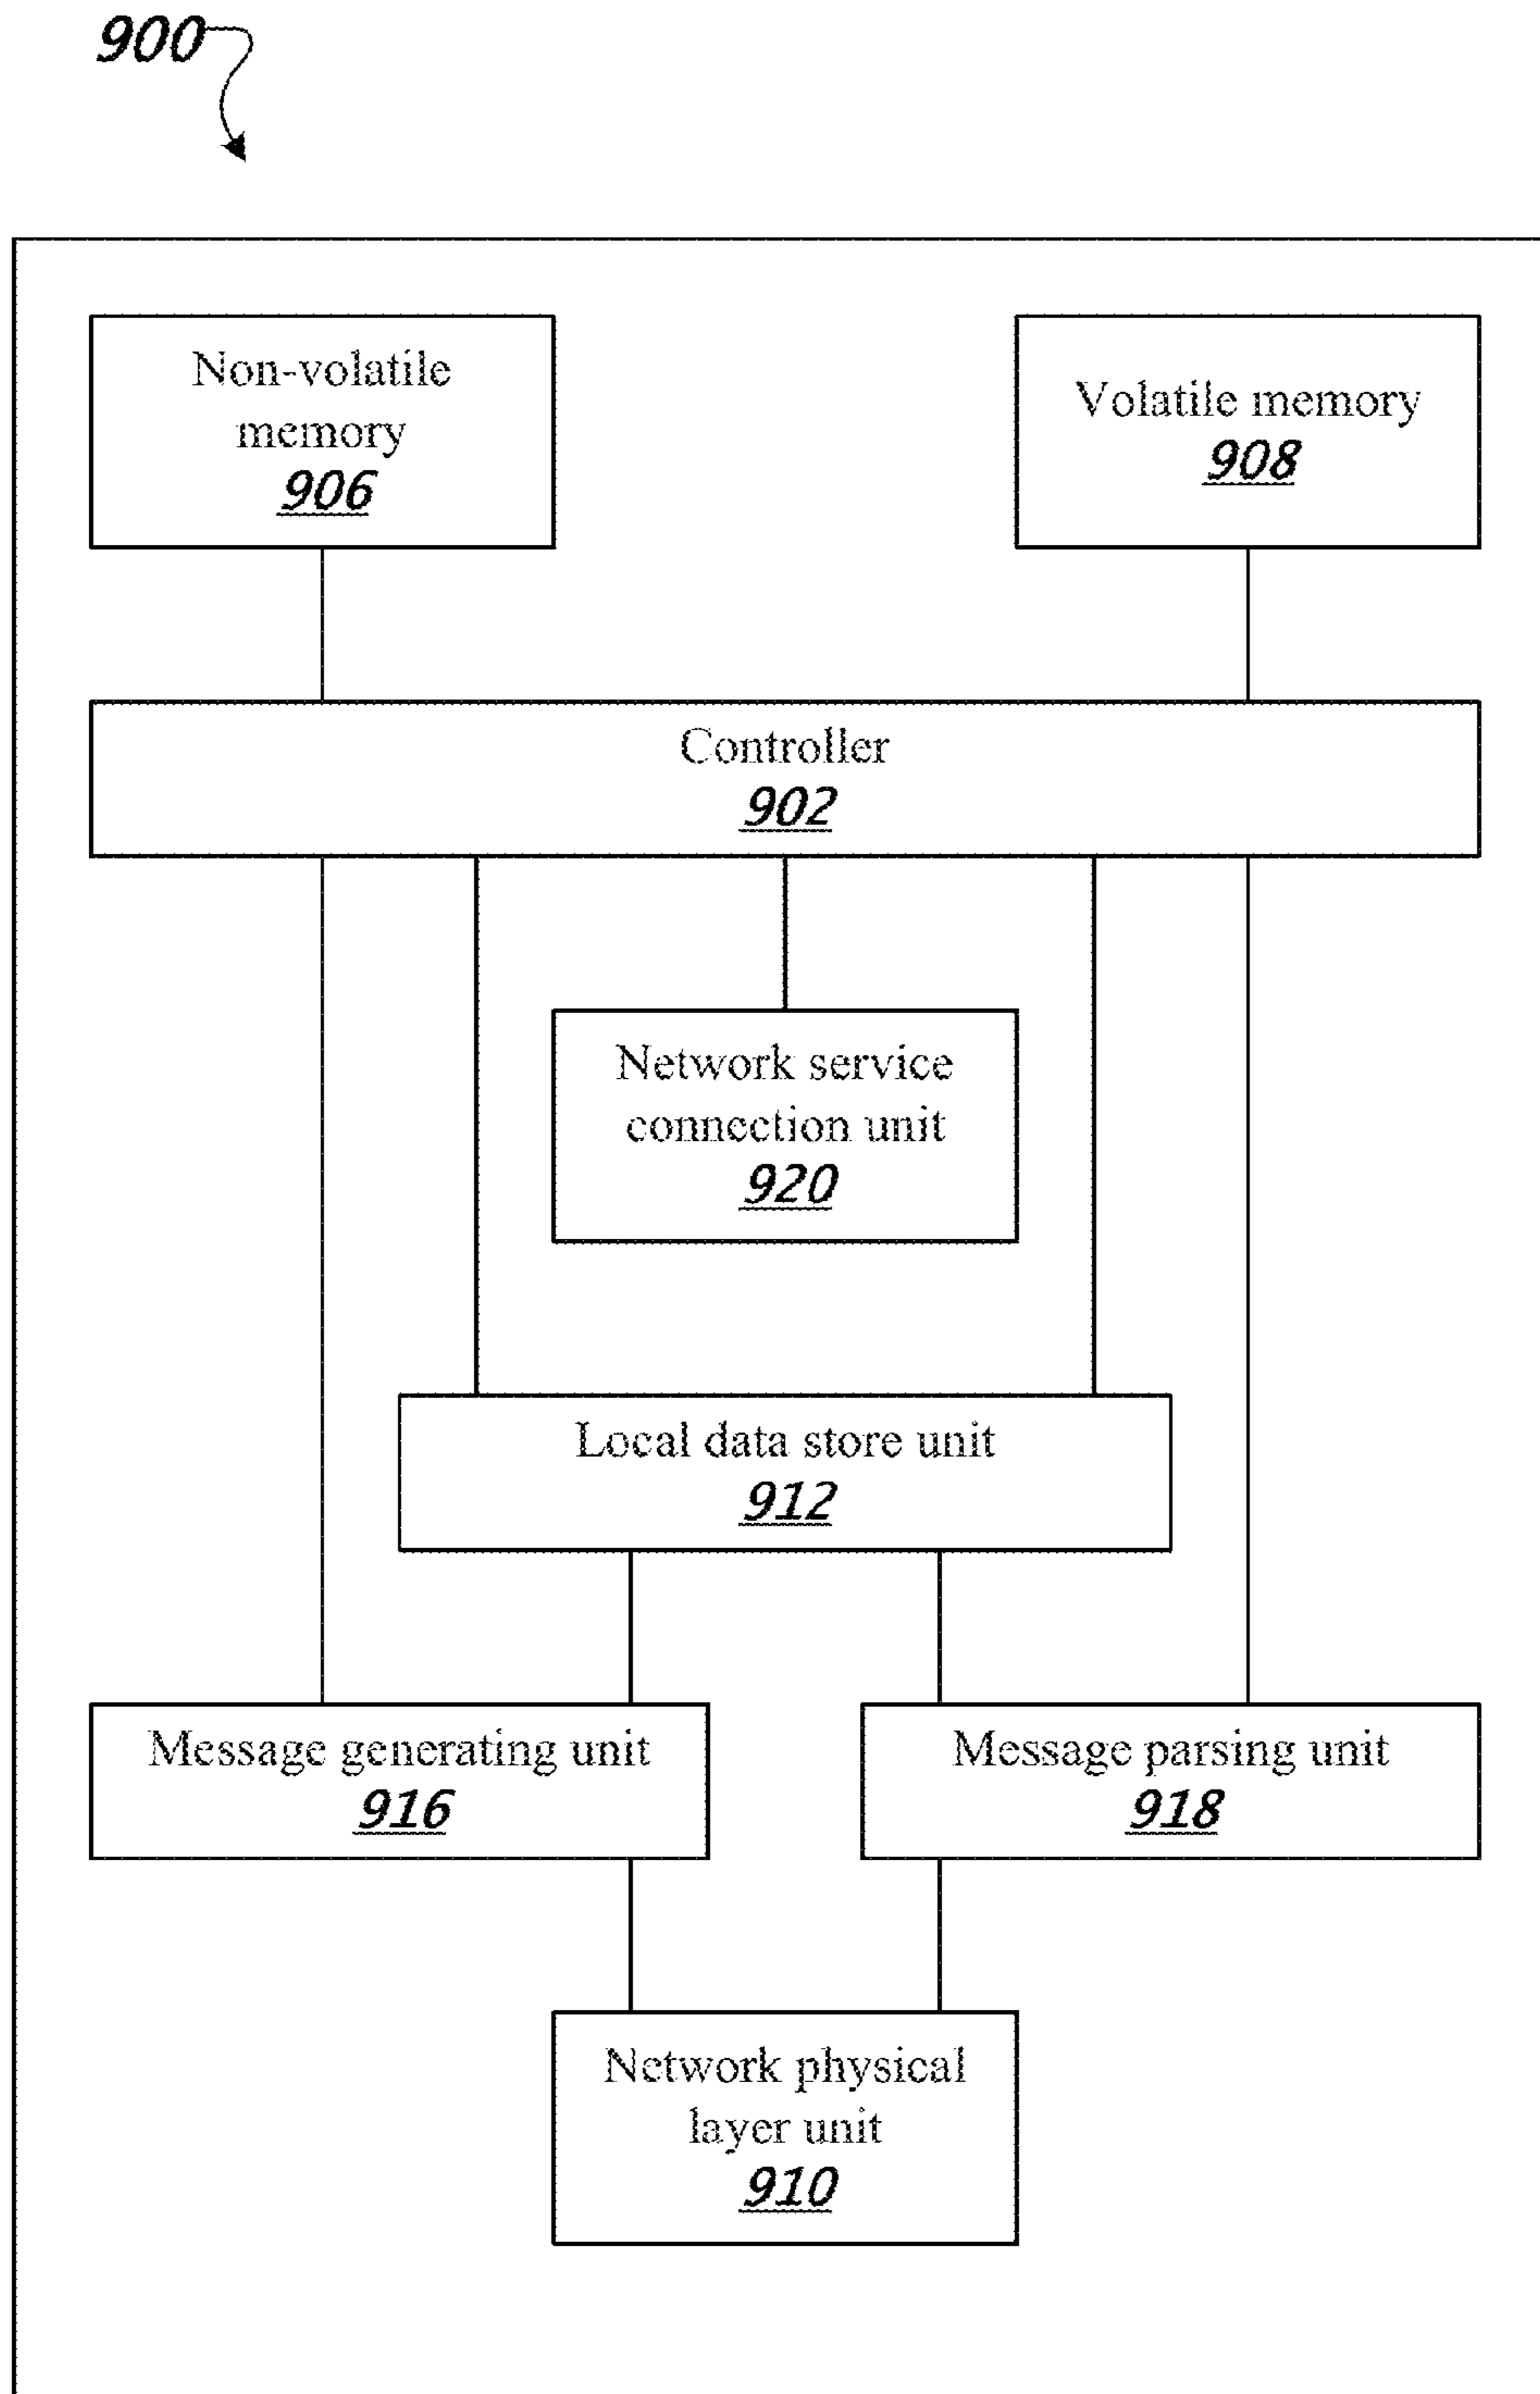 900
Non-volatile
memory
906
Volatile memory
908
Controller
902
Network service
connection unit
920
Local data store unit
912
Message generating unit
916
Message parsing unit
918
Network physical
layer unit
910